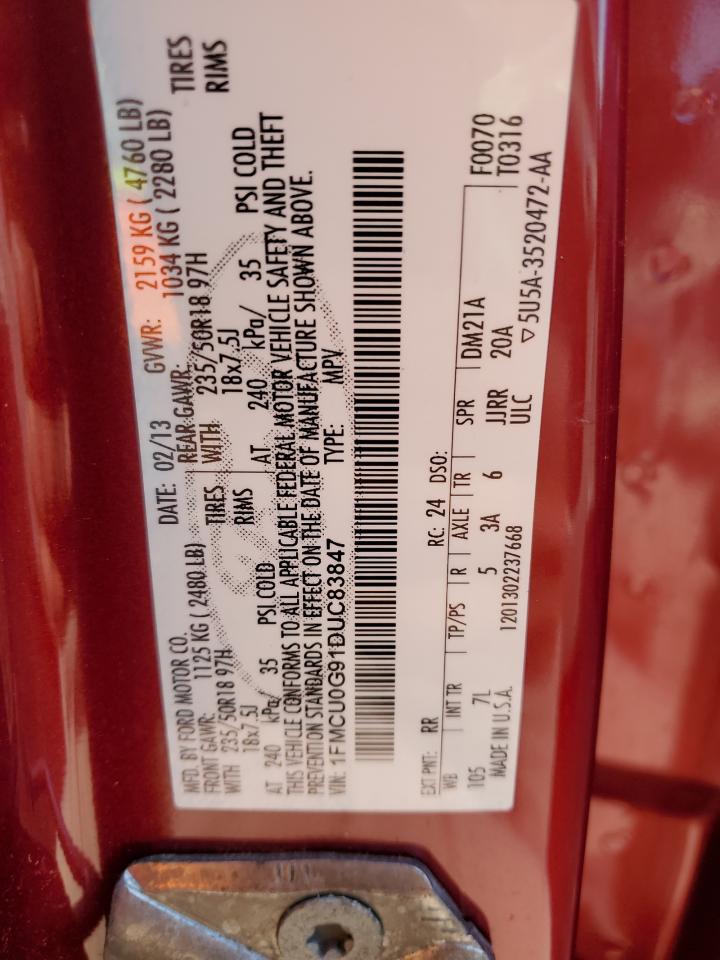 MFD. BY FORD MOTOR CO.
DATE: 02/13 GVWR: 2159 KG ( 4760 LB)
FRONT GAWR: 1125 KG ( 2480 LB) REAR GAWR: 1034 KG ( 2280 LB)
WITH 235/50R18 97H TIRES WITH 235/50R18 97H TIRES
18x7.5J RIMS 18x7.5J RIMS
AT 240 kPa/ 35 PSI COLD AT 240 kPa/ 35 PSI COLD
THIS VEHICLE CONFORMS TO ALL APPLICABLE FEDERAL MOTOR VEHICLE SAFETY AND THEFT
PREVENTION STANDARDS IN EFFECT ON THE DATE OF MANUFACTURE SHOWN ABOVE.
VIN: 1FMCU0G91DUC83847 TYPE: MPV
EXT PNT: RR RC: 24 DSO:
WB INT TR TP/PS R AXLE TR SPR DM21A F0070
105 7L 5 3A 6 JJRR 20A T0316
MADE IN U.S.A. 1201302237668 ULC ▽ 5U5A-3520472-AA